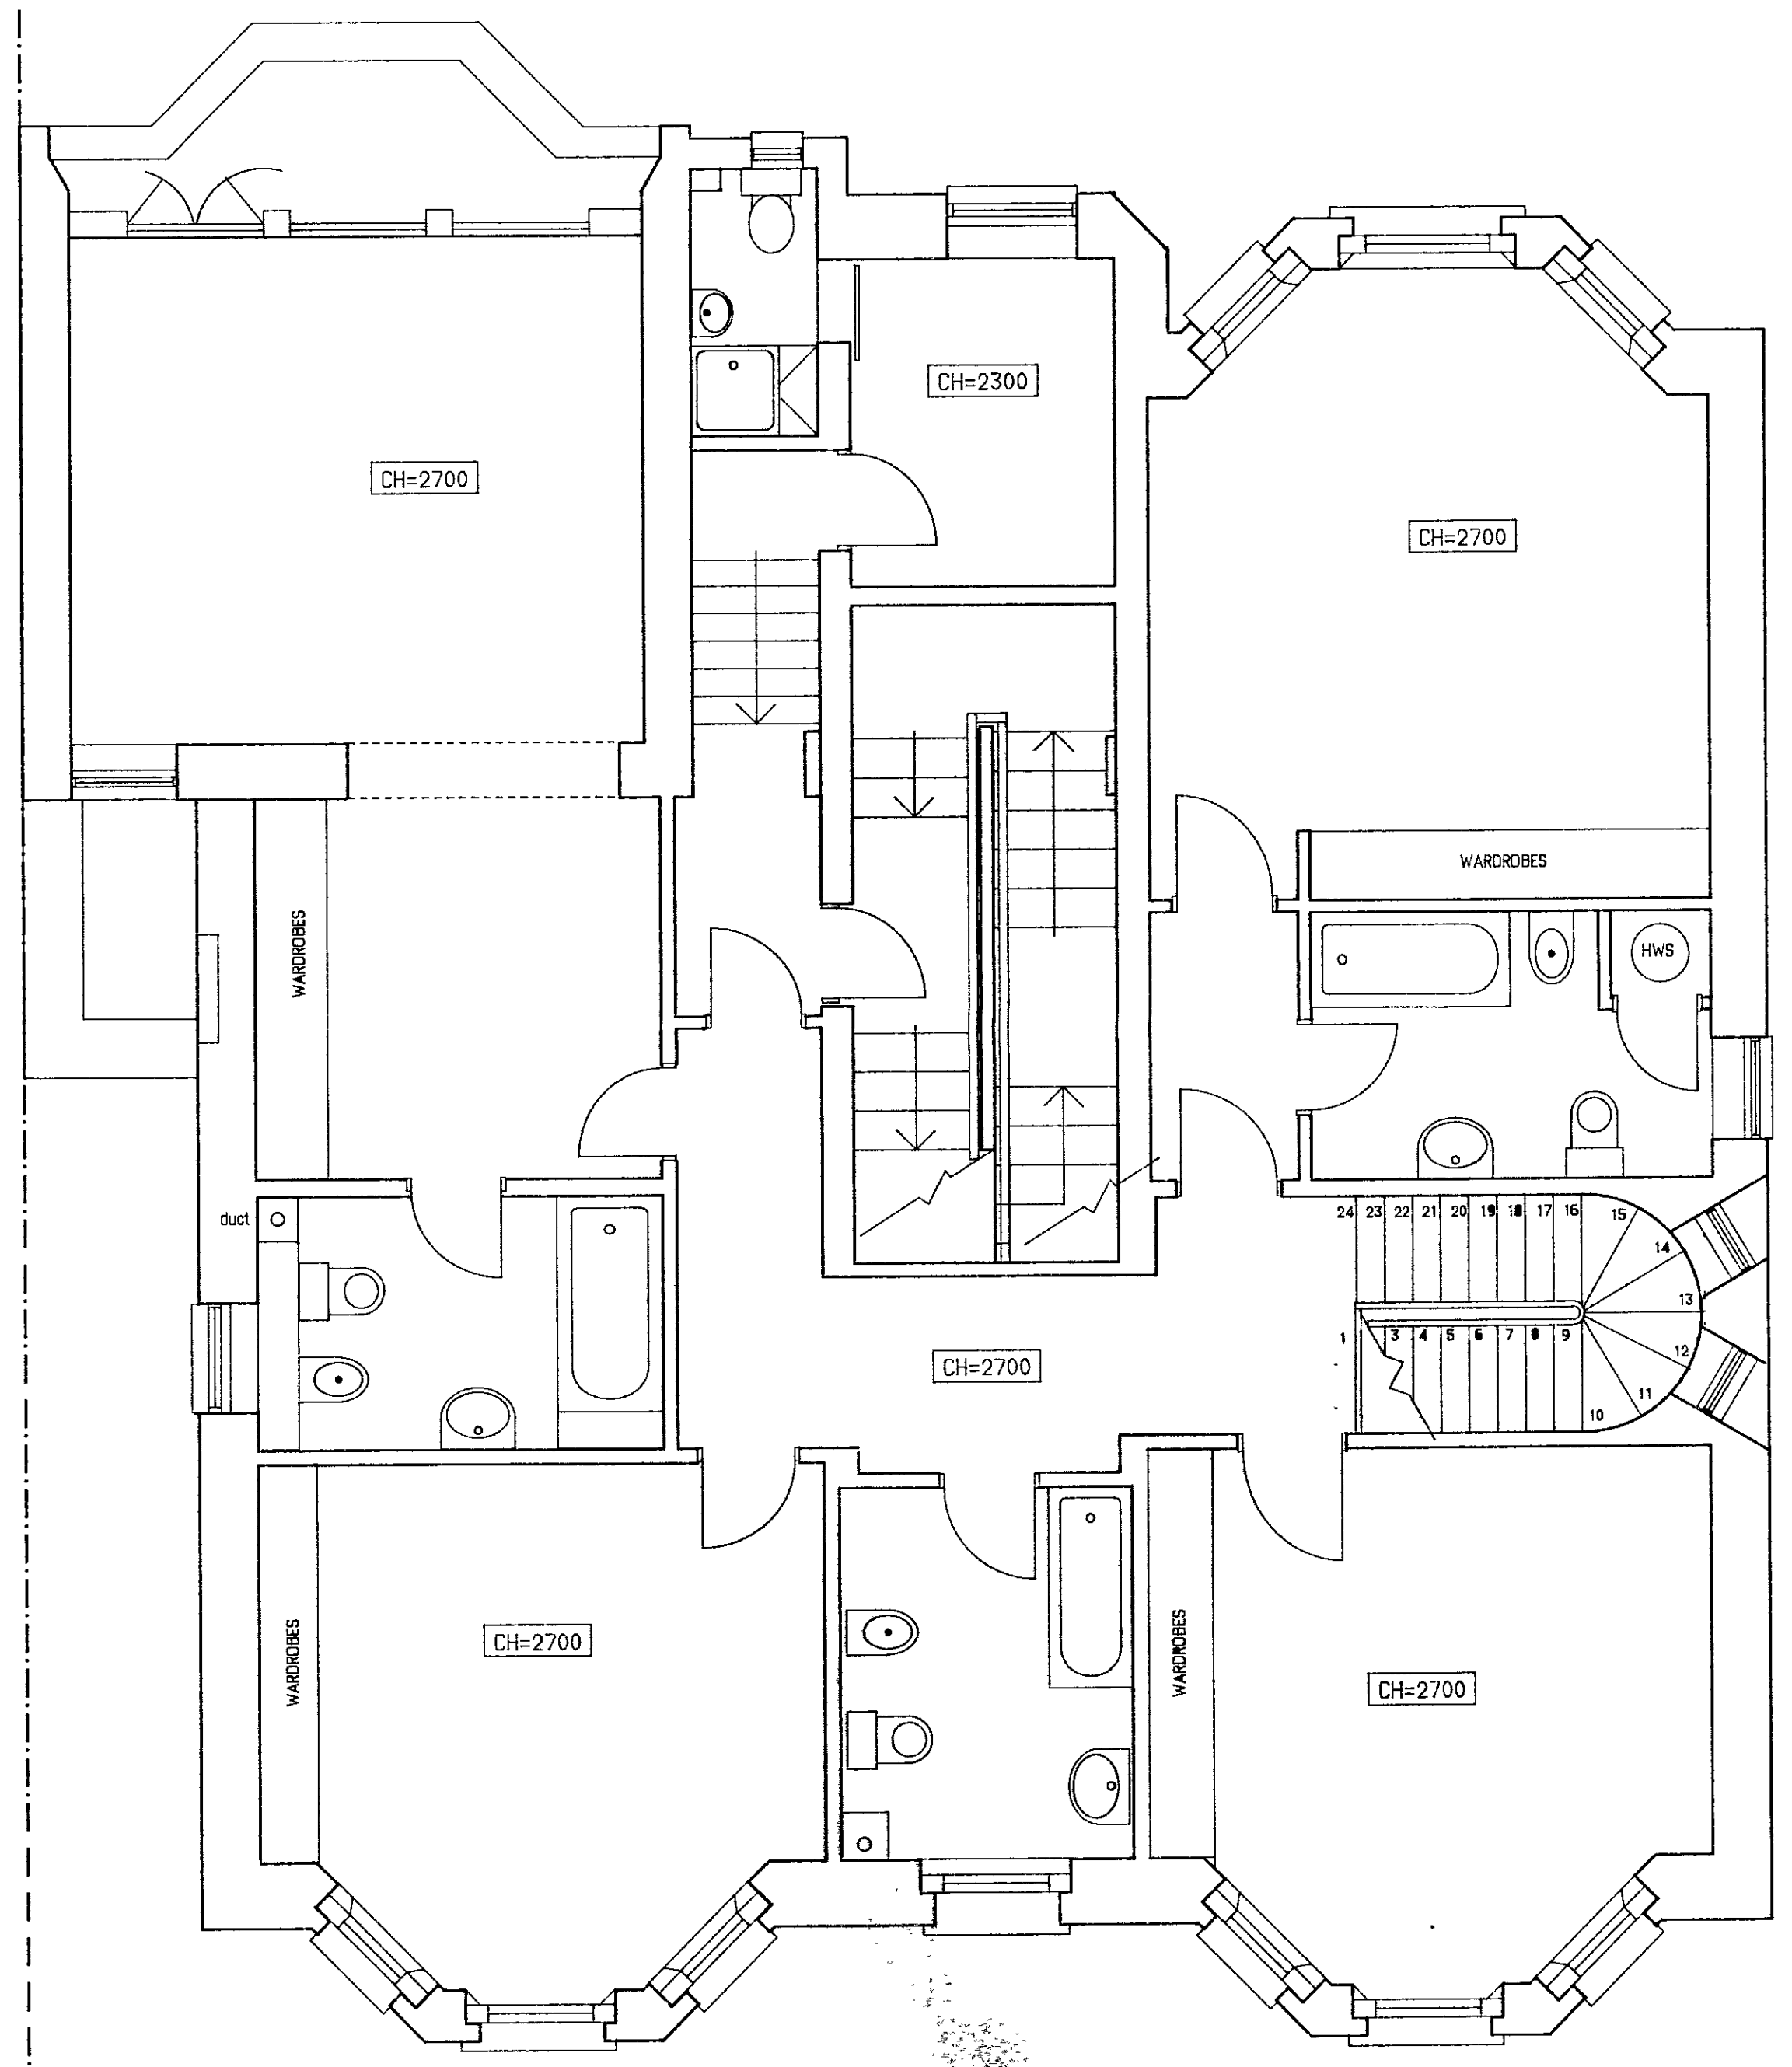 CH=2300
CH=2700
CH=2700
WARDROBES
WARDROBES
HWS
duct
24 23 22 21 20 19 18 17 16 15
14
13
12
11
10
1 3 4 5 6 7 8 9
CH=2700
CH=2700
WARDROBES
WARDROBES
CH=2700